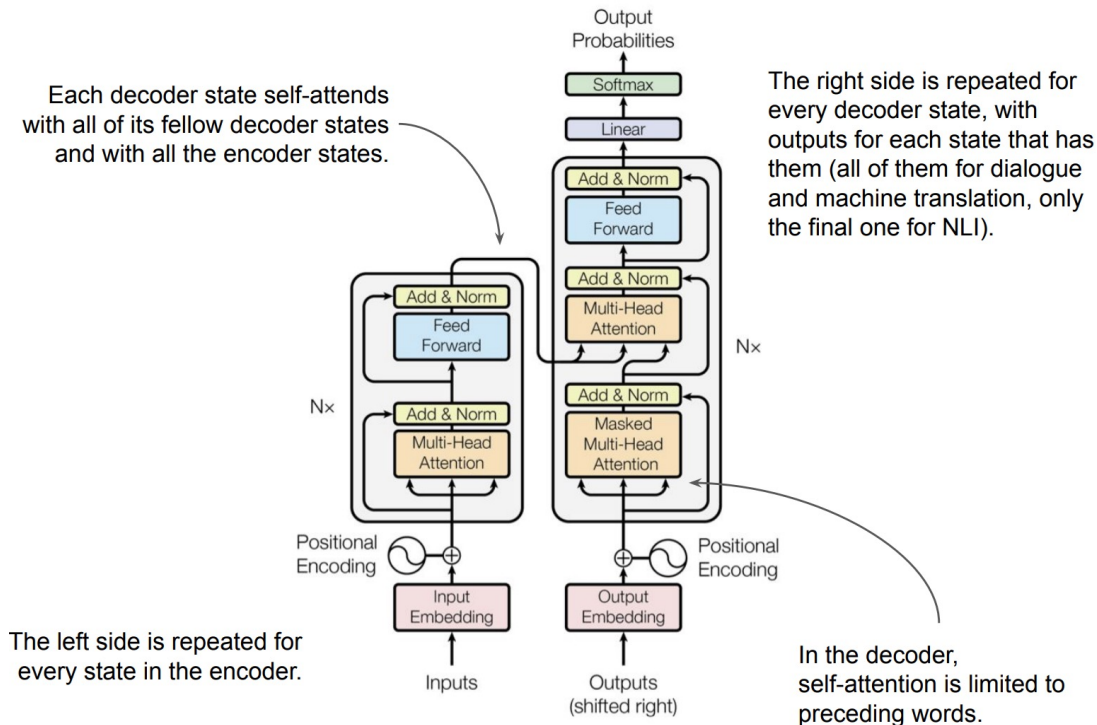 Output
Probabilities
Softmax
Linear
Add & Norm
Feed
Forward
Add & Norm
Multi-Head
Attention
Add & Norm
Masked
Multi-Head
Attention
Nx
Positional
Encoding
Output
Embedding
Outputs
(shifted right)
Add & Norm
Feed
Forward
Add & Norm
Multi-Head
Attention
N×
Positional
Encoding
Input
Embedding
Inputs
Each decoder state self-attends
with all of its fellow decoder states
and with all the encoder states.
The right side is repeated for
every decoder state, with
outputs for each state that has
them (all of them for dialogue
and machine translation, only
the final one for NLI).
The left side is repeated for
every state in the encoder.
In the decoder,
self-attention is limited to
preceding words.